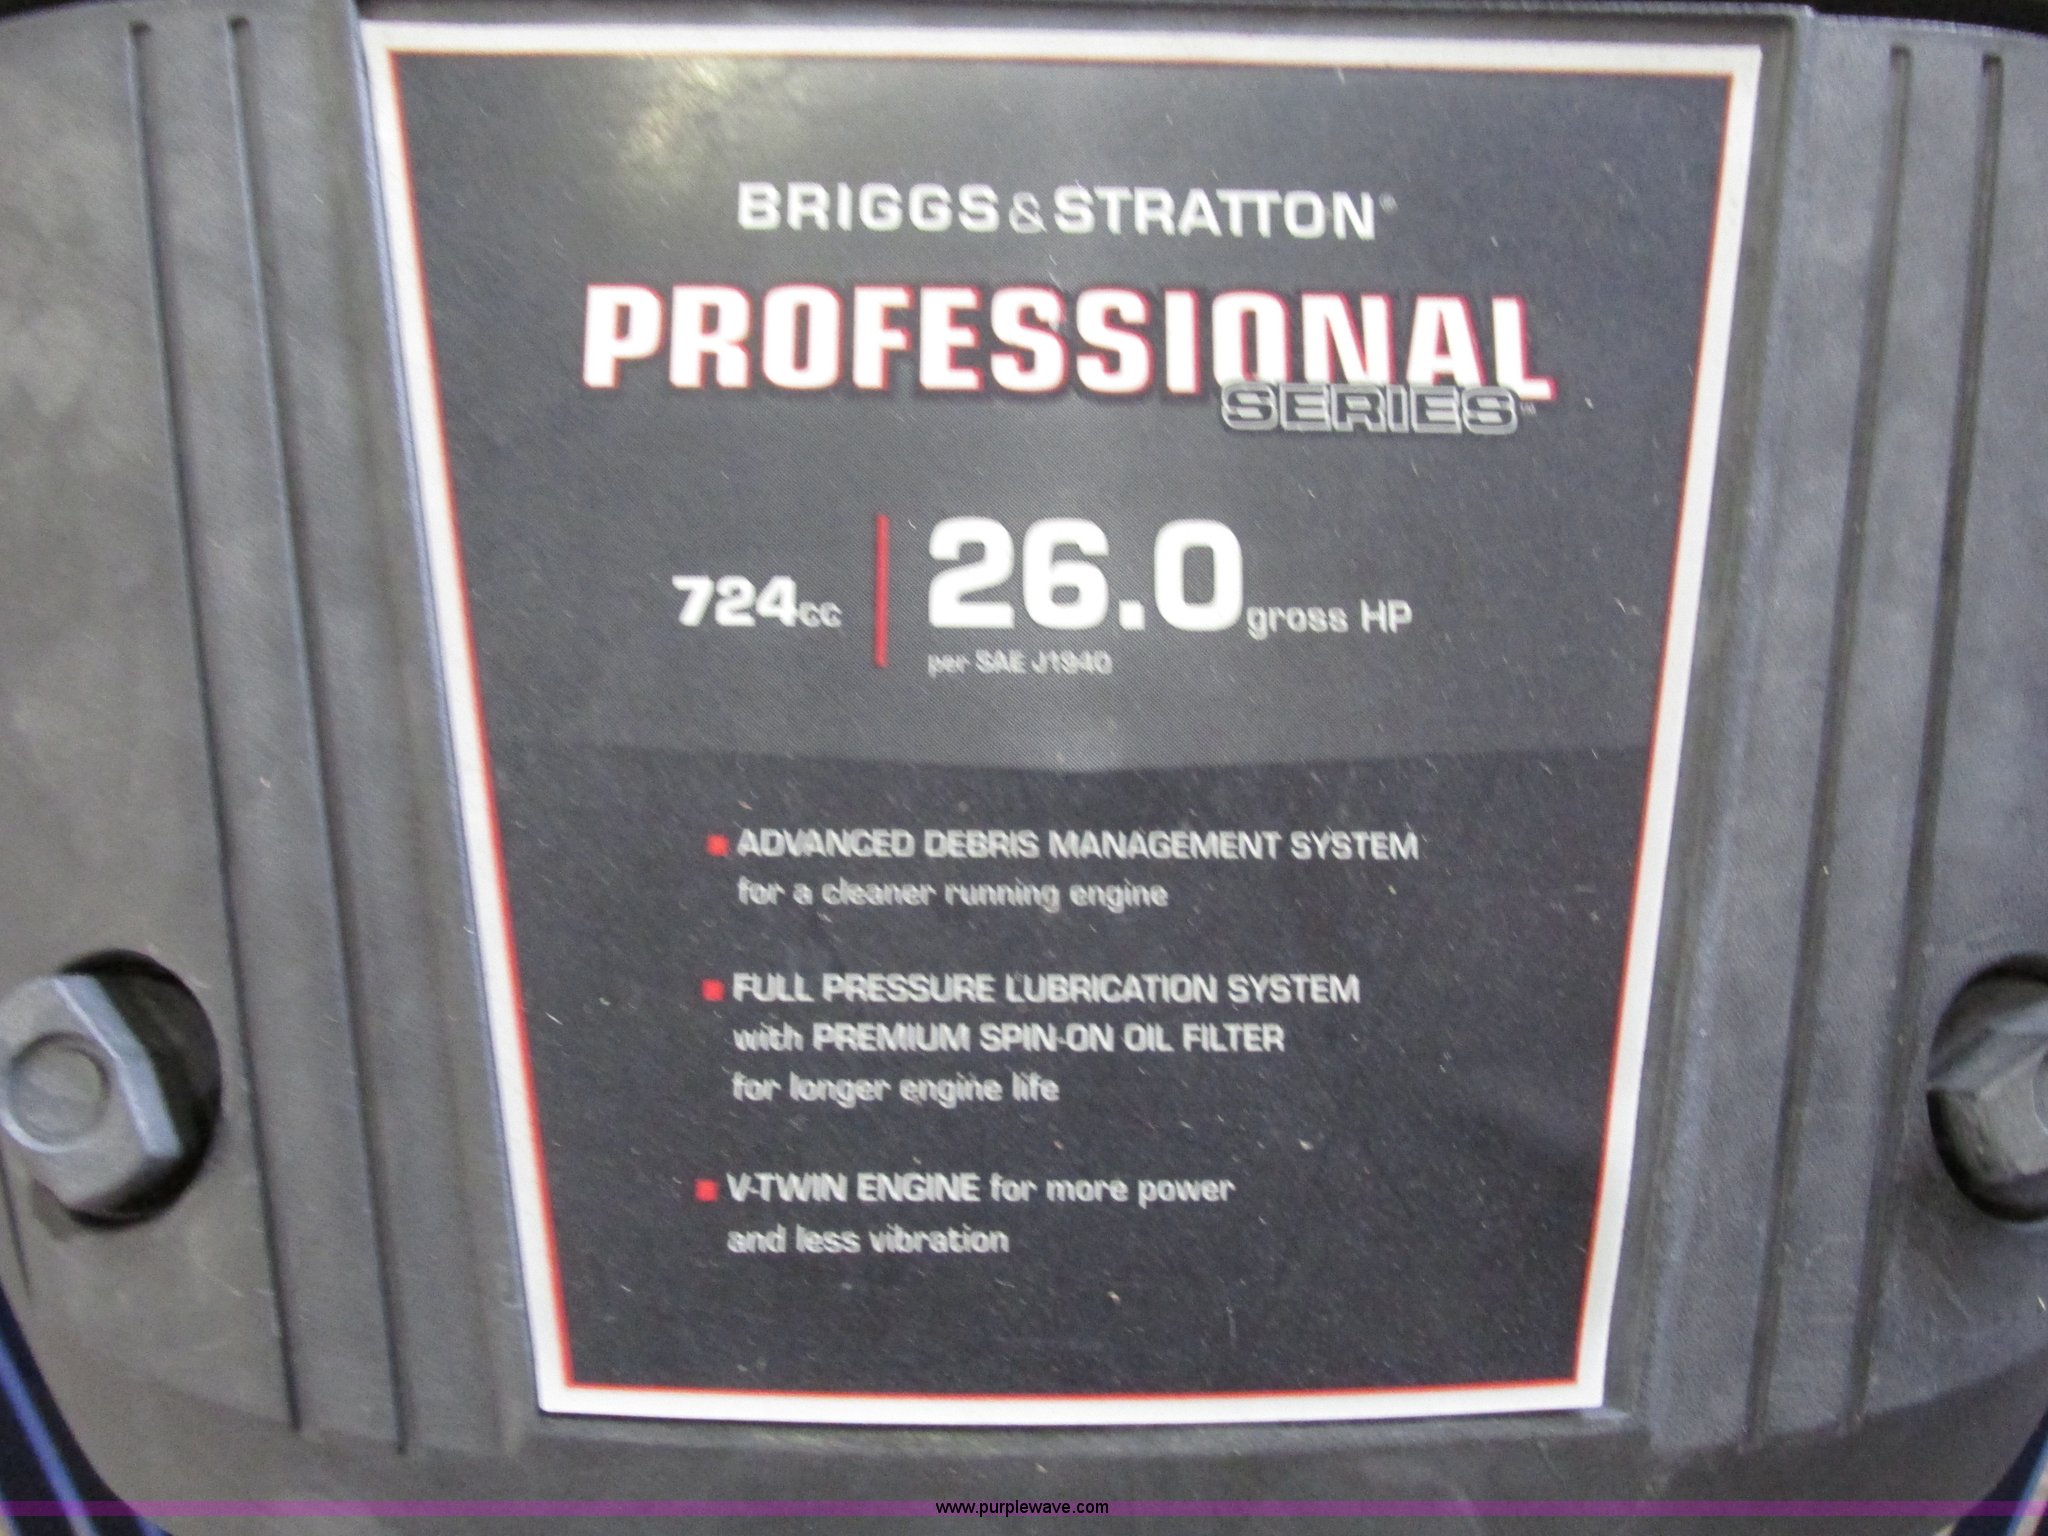 BRIGGS & STRATTON®
PROFESSIONAL
SERIES™
724cc
26.0 gross HP
per SAE J1940
▪ ADVANCED DEBRIS MANAGEMENT SYSTEM
for a cleaner running engine
▪ FULL PRESSURE LUBRICATION SYSTEM
with PREMIUM SPIN-ON OIL FILTER
for longer engine life
▪ V-TWIN ENGINE for more power
and less vibration
www.purplewave.com